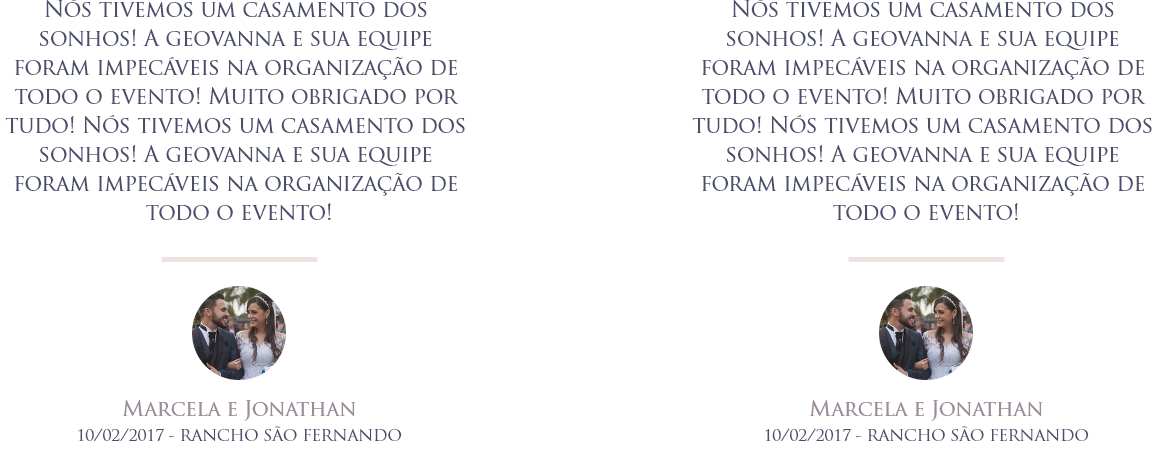 Nós tivemos um casamento dos
sonhos! A geovanna e sua equipe
foram impecáveis na organização de
todo o evento! Muito obrigado por
tudo! Nós tivemos um casamento dos
sonhos! A geovanna e sua equipe
foram impecáveis na organização de
todo o evento!
Marcela e Jonathan
10/02/2017 - RANCHO SÃO FERNANDO
Nós tivemos um casamento dos
sonhos! A geovanna e sua equipe
foram impecáveis na organização de
todo o evento! Muito obrigado por
tudo! Nós tivemos um casamento dos
sonhos! A geovanna e sua equipe
foram impecáveis na organização de
todo o evento!
Marcela e Jonathan
10/02/2017 - RANCHO SÃO FERNANDO